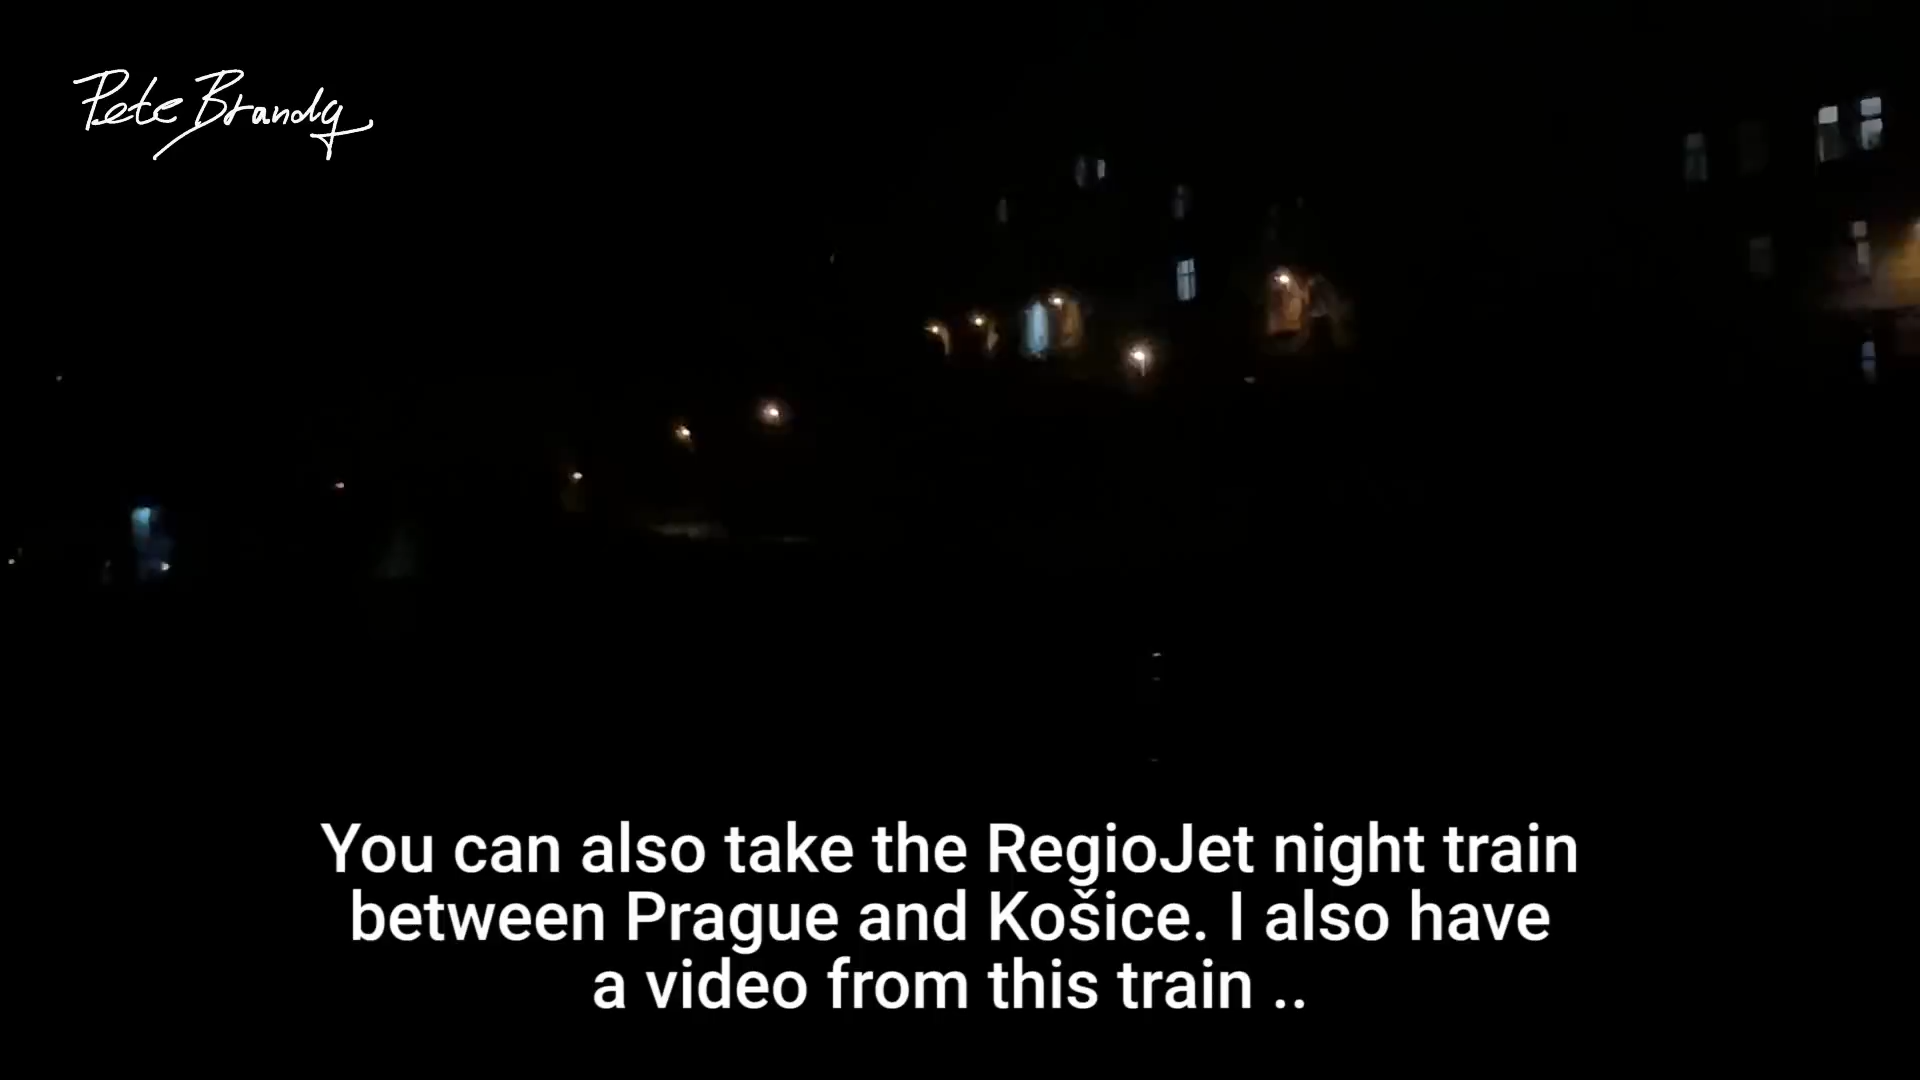 Pete Brandy
You can also take the RegioJet night train
between Prague and Košice. I also have
a video from this train ..